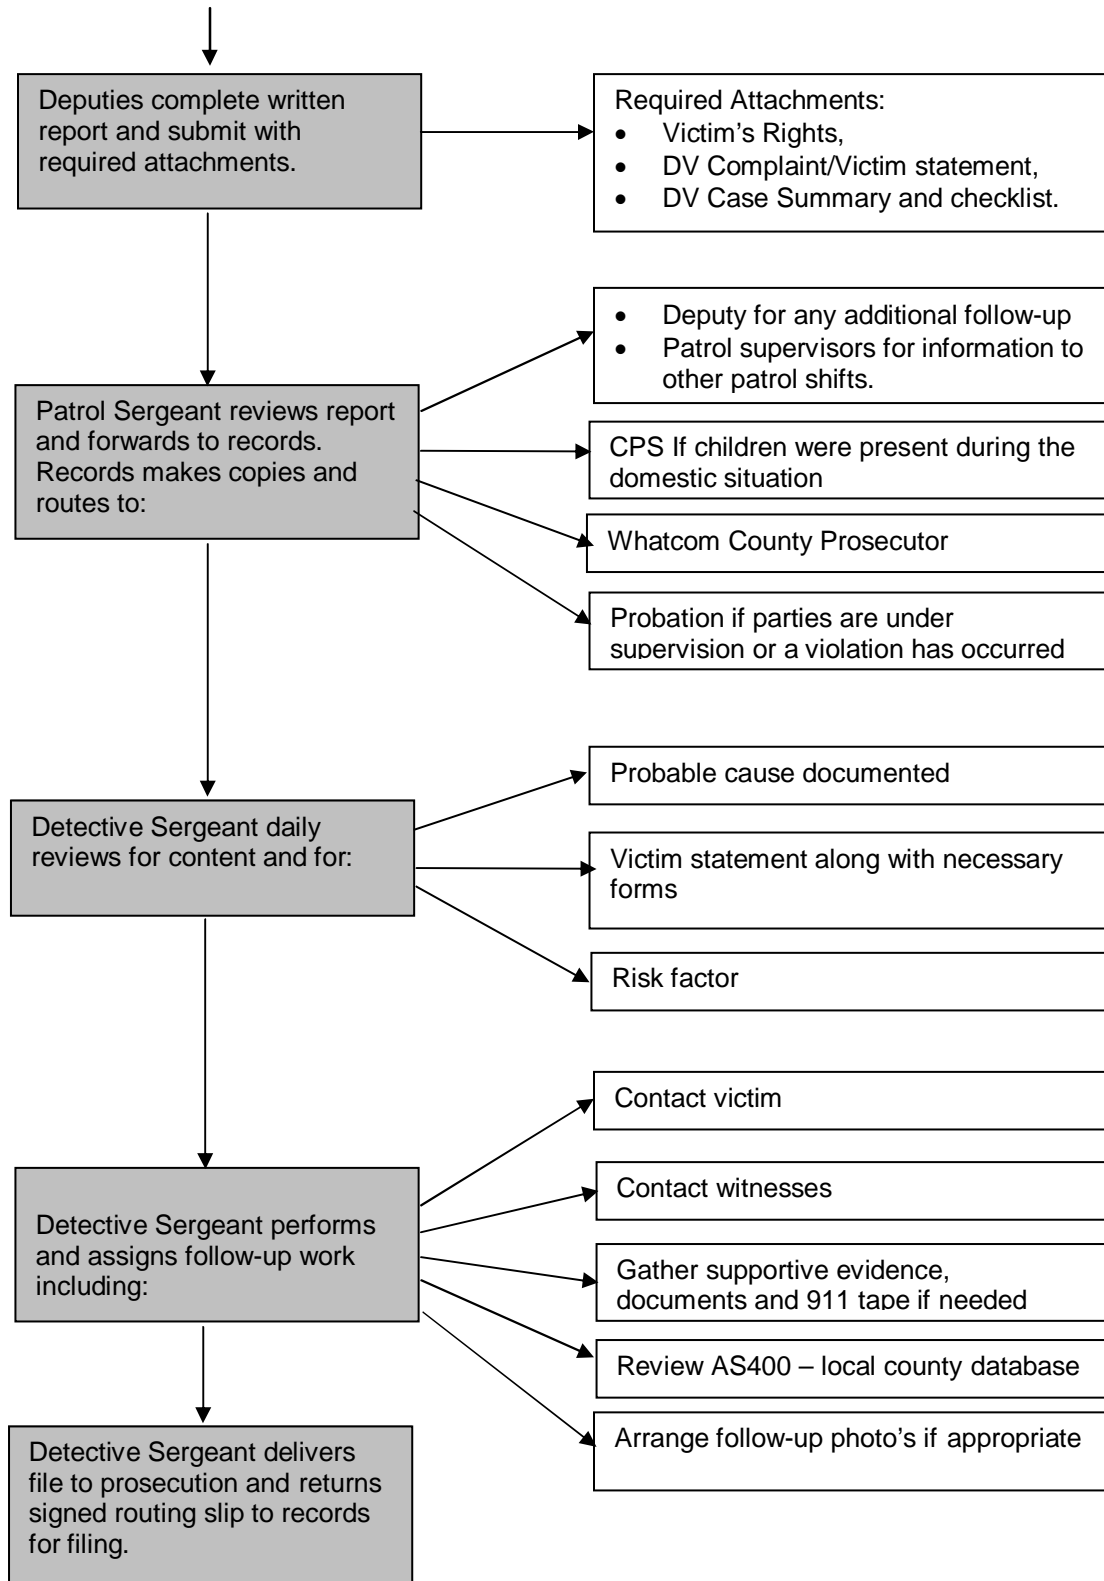 Deputies complete written
report and submit with
required attachments.
Required Attachments:
• Victim's Rights,
• DV Complaint/Victim statement,
• DV Case Summary and checklist.
Patrol Sergeant reviews report
and forwards to records.
Records makes copies and
routes to:
• Deputy for any additional follow-up
• Patrol supervisors for information to
other patrol shifts.
CPS If children were present during the
domestic situation
Whatcom County Prosecutor
Probation if parties are under
supervision or a violation has occurred
Detective Sergeant daily
reviews for content and for:
Probable cause documented
Victim statement along with necessary
forms
Risk factor
Detective Sergeant performs
and assigns follow-up work
including:
Contact victim
Contact witnesses
Gather supportive evidence,
documents and 911 tape if needed
Review AS400 – local county database
Arrange follow-up photo's if appropriate
Detective Sergeant delivers
file to prosecution and returns
signed routing slip to records
for filing.